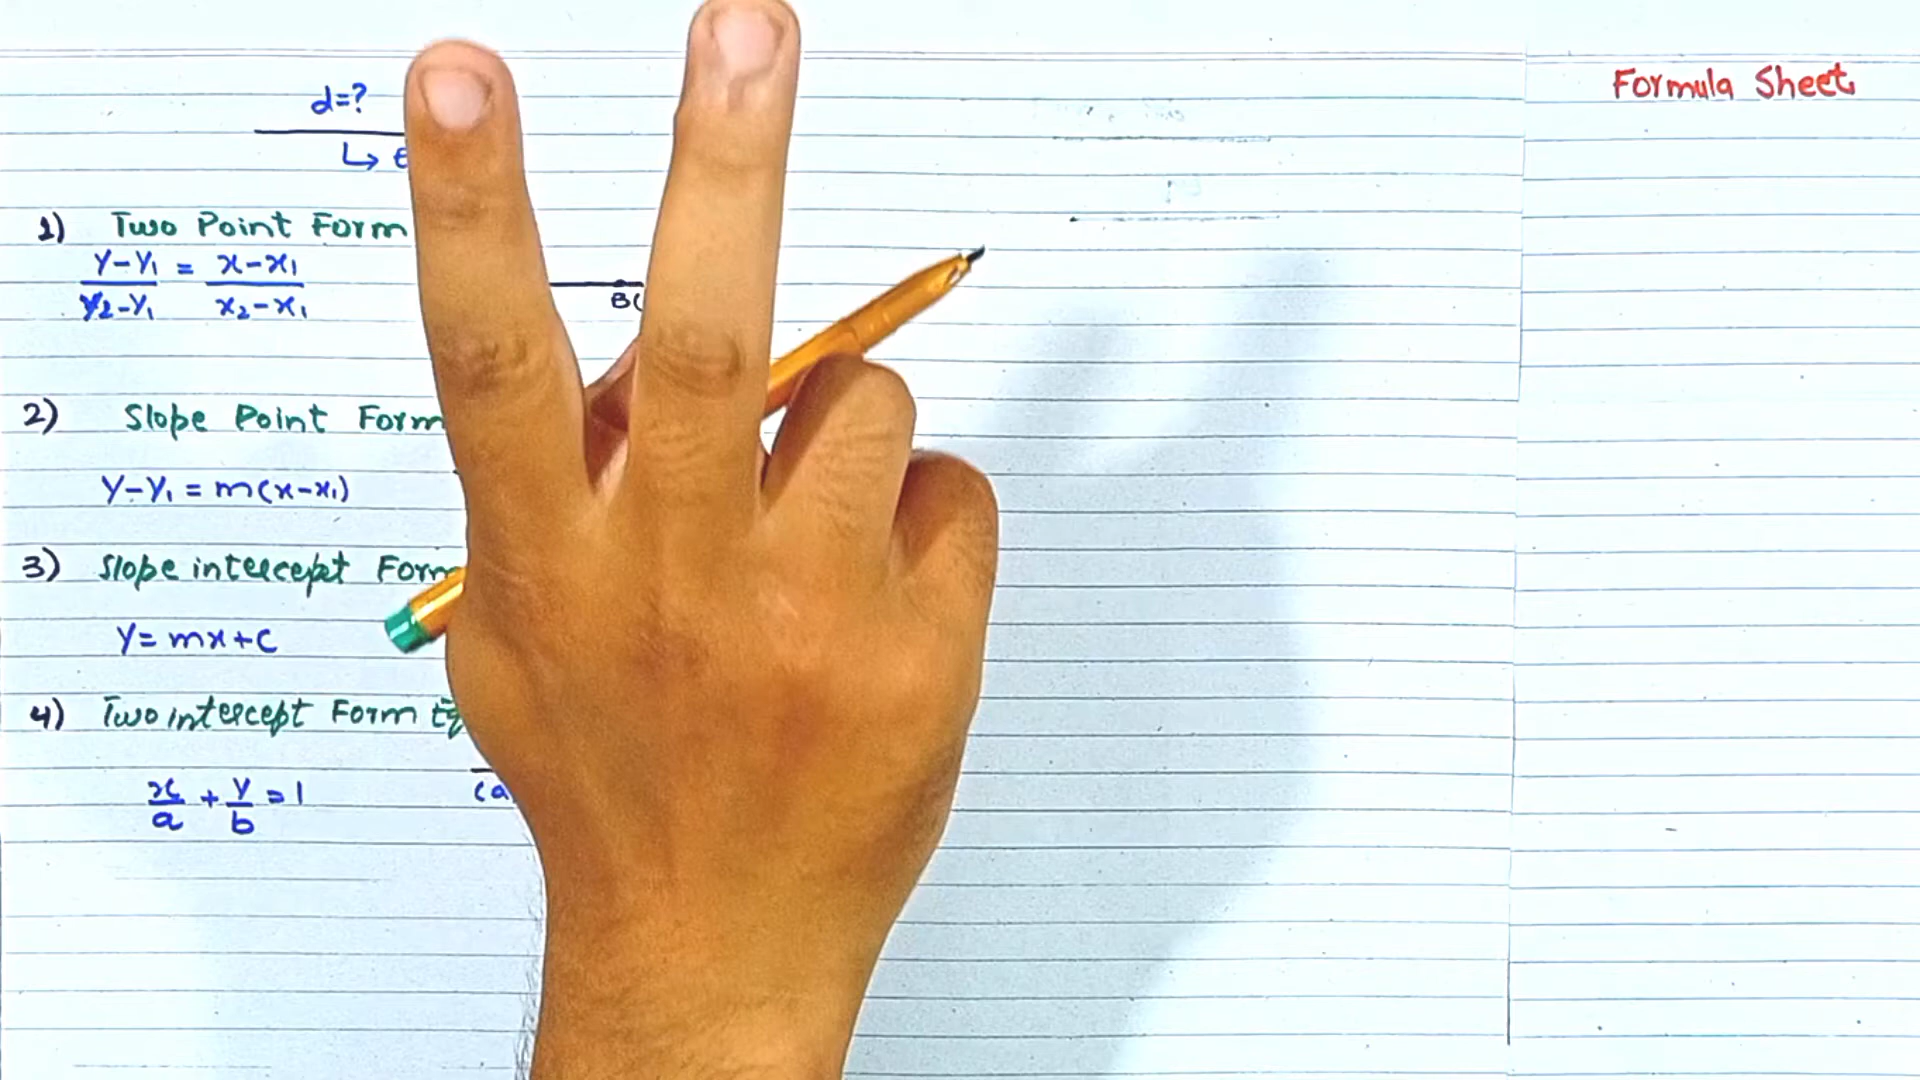 Formula Sheet
d=?
↳ E
1) Two Point Form
y-y₁ / y₂-y₁ = x-x₁ / x₂-x₁
B(
2) Slope Point Form
y-y₁ = m(x-x₁)
3) Slope intercept Form
y = mx+c
4) Two intercept Form Eq
x/a + y/b = 1
(a,